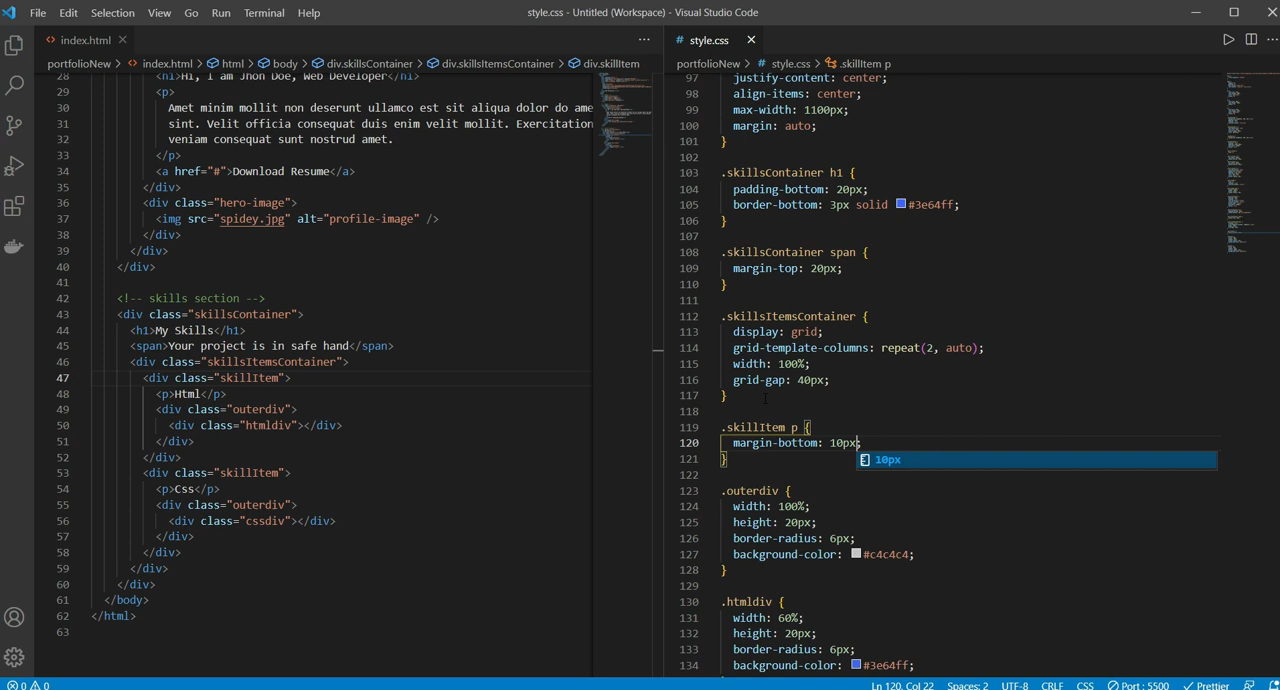 File Edit Selection View Go Run Terminal Help
style.css - Untitled (Workspace) - Visual Studio Code
index.html
portfolioNew > index.html > html > body > div.skillsContainer > div.skillsItemsContainer > div.skillItem
28 <h1>Hi, I am Jhon Doe, Web Developer</h1>
29 <p>
30 Amet minim mollit non deserunt ullamco est sit aliqua dolor do ame
31 sint. Velit officia consequat duis enim velit mollit. Exercitation
32 veniam consequat sunt nostrud amet.
33 </p>
34 <a href="#">Download Resume</a>
35 </div>
36 <div class="hero-image">
37 <img src="spidey.jpg" alt="profile-image" />
38 </div>
39 </div>
40 </div>
41
42 <!-- skills section -->
43 <div class="skillsContainer">
44 <h1>My Skills</h1>
45 <span>Your project is in safe hand</span>
46 <div class="skillsItemsContainer">
47 <div class="skillItem">
48 <p>Html</p>
49 <div class="outerdiv">
50 <div class="htmldiv"></div>
51 </div>
52 </div>
53 <div class="skillItem">
54 <p>Css</p>
55 <div class="outerdiv">
56 <div class="cssdiv"></div>
57 </div>
58 </div>
59 </div>
60 </div>
61 </body>
62 </html>
63
# style.css
portfolioNew > # style.css > .skillItem p
97 justify-content: center;
98 align-items: center;
99 max-width: 1100px;
100 margin: auto;
101 }
102
103 .skillsContainer h1 {
104 padding-bottom: 20px;
105 border-bottom: 3px solid #3e64ff;
106 }
107
108 .skillsContainer span {
109 margin-top: 20px;
110 }
111
112 .skillsItemsContainer {
113 display: grid;
114 grid-template-columns: repeat(2, auto);
115 width: 100%;
116 grid-gap: 40px;
117 }
118
119 .skillItem p {
120 margin-bottom: 10px;
10px
121 }
122
123 .outerdiv {
124 width: 100%;
125 height: 20px;
126 border-radius: 6px;
127 background-color: #c4c4c4;
128 }
129
130 .htmldiv {
131 width: 60%;
132 height: 20px;
133 border-radius: 6px;
134 background-color: #3e64ff;
0 0
Ln 120, Col 22 Spaces: 2 UTF-8 CRLF CSS Port : 5500 Prettier